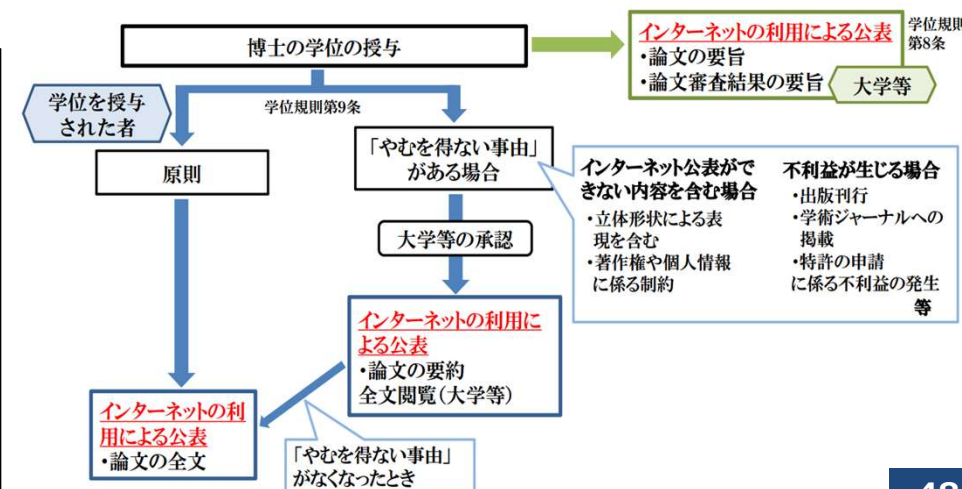 博士の学位の授与
インターネットの利用による公表
・論文の要旨
・論文審査結果の要旨
学位規則
第8条
大学等
学位を授与
された者
学位規則第9条
原則
「やむを得ない事由」
がある場合
インターネット公表がで
きない内容を含む場合
・立体形状による表
現を含む
・著作権や個人情報
に係る制約
不利益が生じる場合
・出版刊行
・学術ジャーナルへの
掲載
・特許の申請
に係る不利益の発生
等
大学等の承認
インターネットの利用に
よる公表
・論文の要約
全文閲覧（大学等）
インターネットの利
用による公表
・論文の全文
「やむを得ない事由」
がなくなったとき